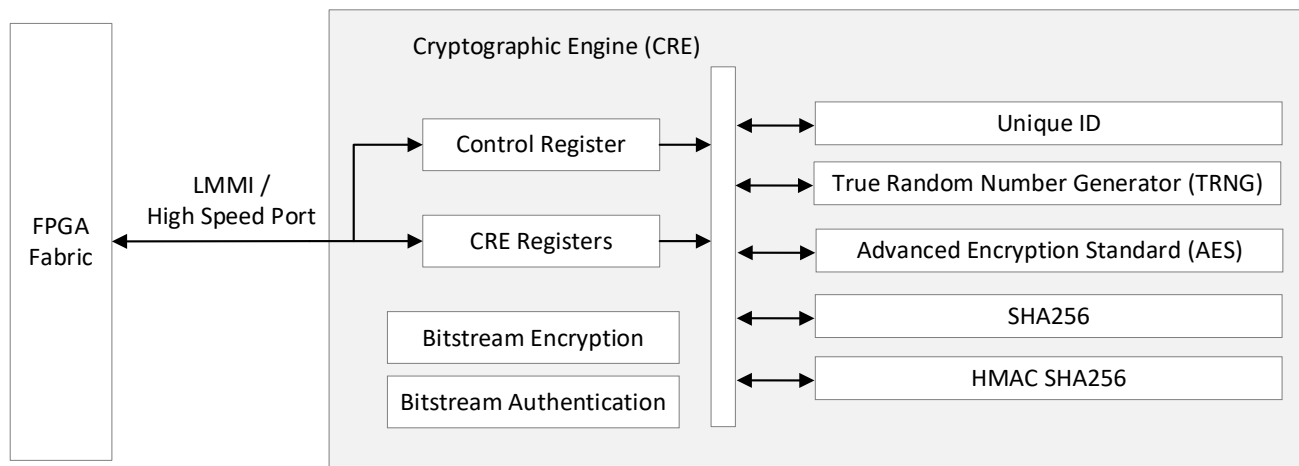 Cryptographic Engine (CRE)
FPGA
Fabric
LMMI /
High Speed Port
Control Register
CRE Registers
Bitstream Encryption
Bitstream Authentication
Unique ID
True Random Number Generator (TRNG)
Advanced Encryption Standard (AES)
SHA256
HMAC SHA256